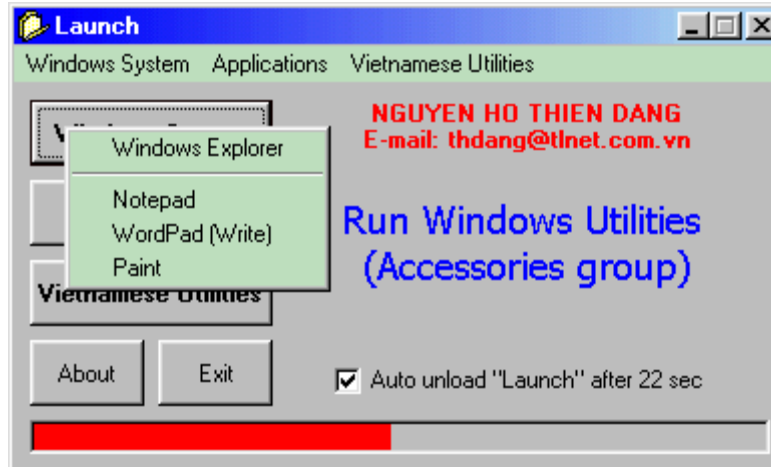 Launch
Windows System Applications Vietnamese Utilities
NGUYEN HO THIEN DANG
E-mail: thdang@tlnet.com.vn
Windows Explorer
Notepad
WordPad (Write)
Paint
Run Windows Utilities
(Accessories group)
Vietnamese Utilities
About Exit
Auto unload "Launch" after 22 sec